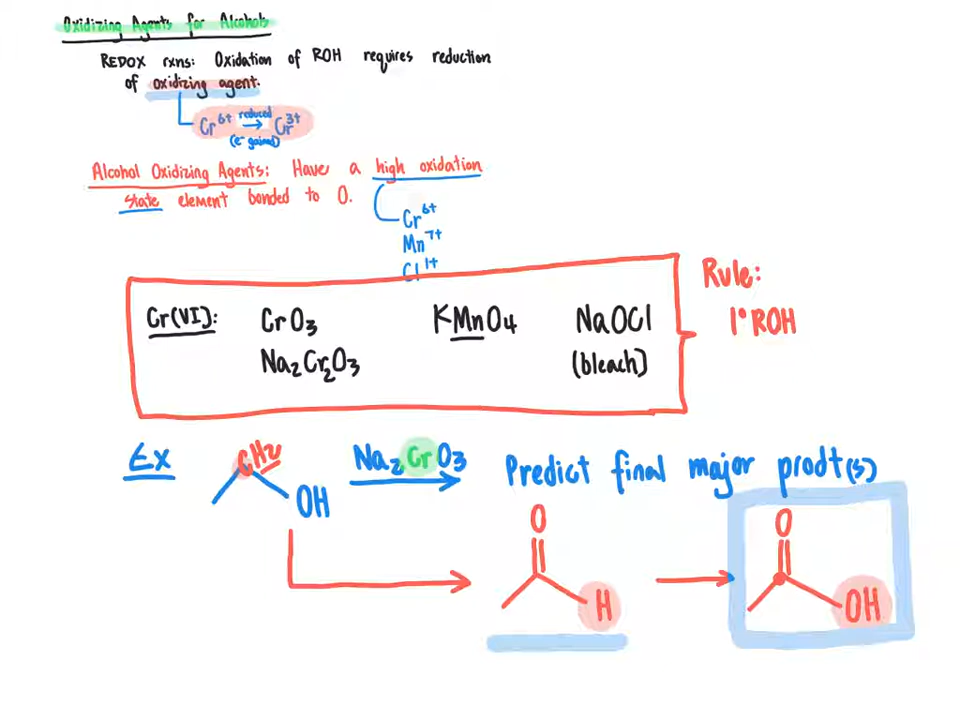 Oxidizing Agents for Alcohols
REDOX rxns: Oxidation of ROH requires reduction
of oxidizing agent.
Cr⁶⁺ reduced → Cr³⁺
(e⁻ gained)
Alcohol Oxidizing Agents: Have a high oxidation
state element bonded to O.
Cr⁶⁺
Mn⁷⁺
Cl¹⁺
Rule:
1° ROH
Cr(VI): CrO₃ KMnO₄ NaOCl
Na₂Cr₂O₃ (bleach)
Ex CH₂ OH Na₂CrO₃ Predict final major prodt(s)
O O
H OH